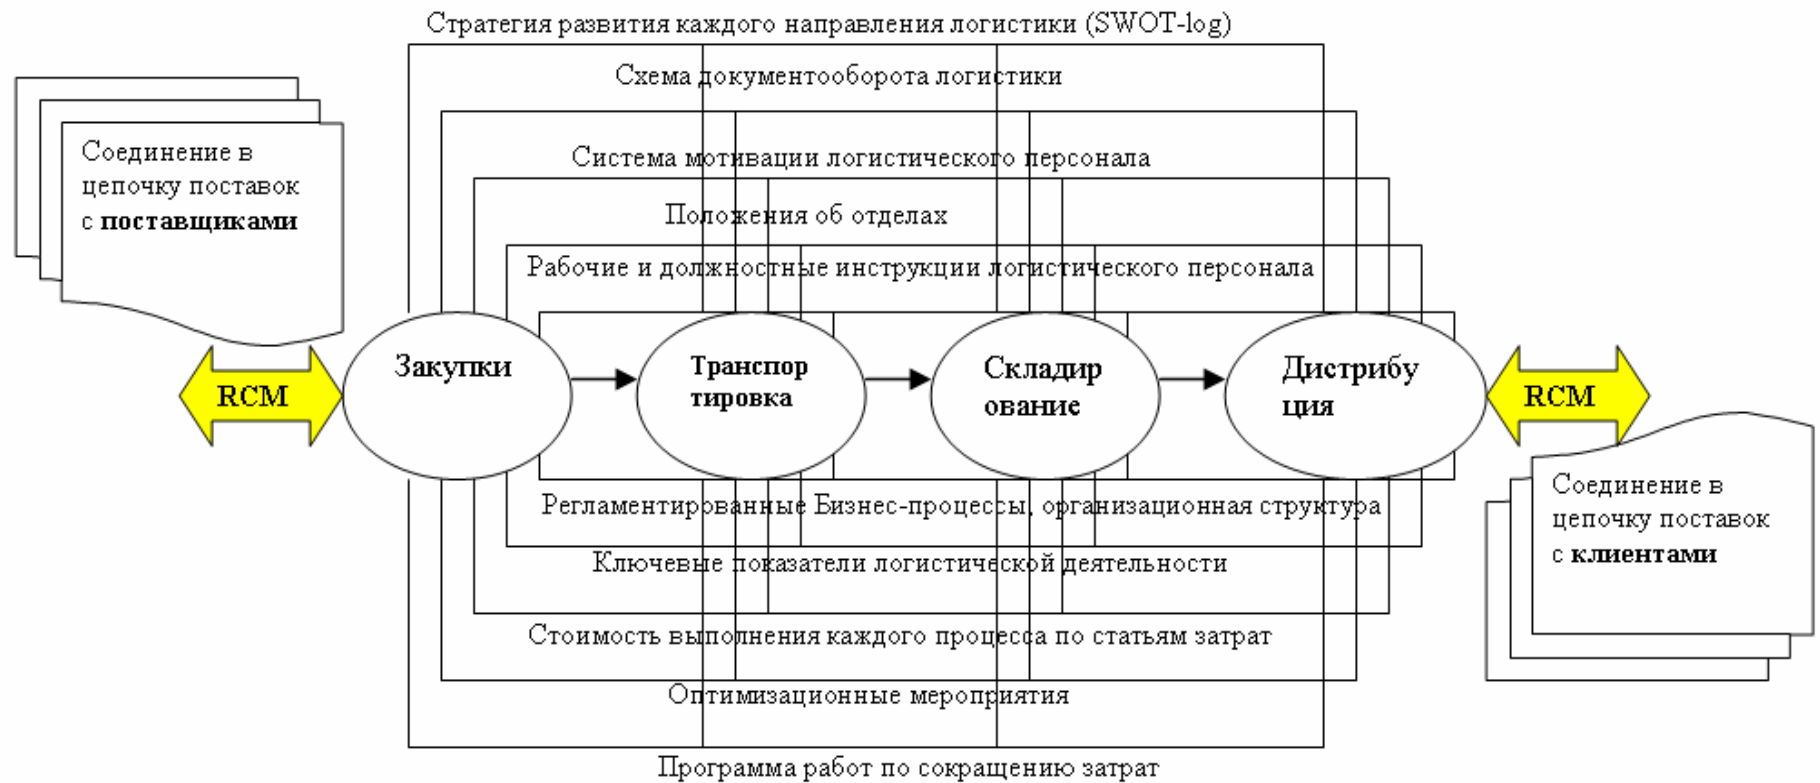 Стратегия развития каждого направления логистики (SWOT-log)
Схема документооборота логистики
Система мотивации логистического персонала
Положения об отделах
Рабочие и должностные инструкции логистического персонала
Соединение в
цепочку поставок
с поставщиками
RCM
Закупки
Транспор
тировка
Складир
ование
Дистрибу
ция
RCM
Соединение в
цепочку поставок
с клиентами
Регламентированные Бизнес-процессы, организационная структура
Ключевые показатели логистической деятельности
Стоимость выполнения каждого процесса по статьям затрат
Оптимизационные мероприятия
Программа работ по сокращению затрат